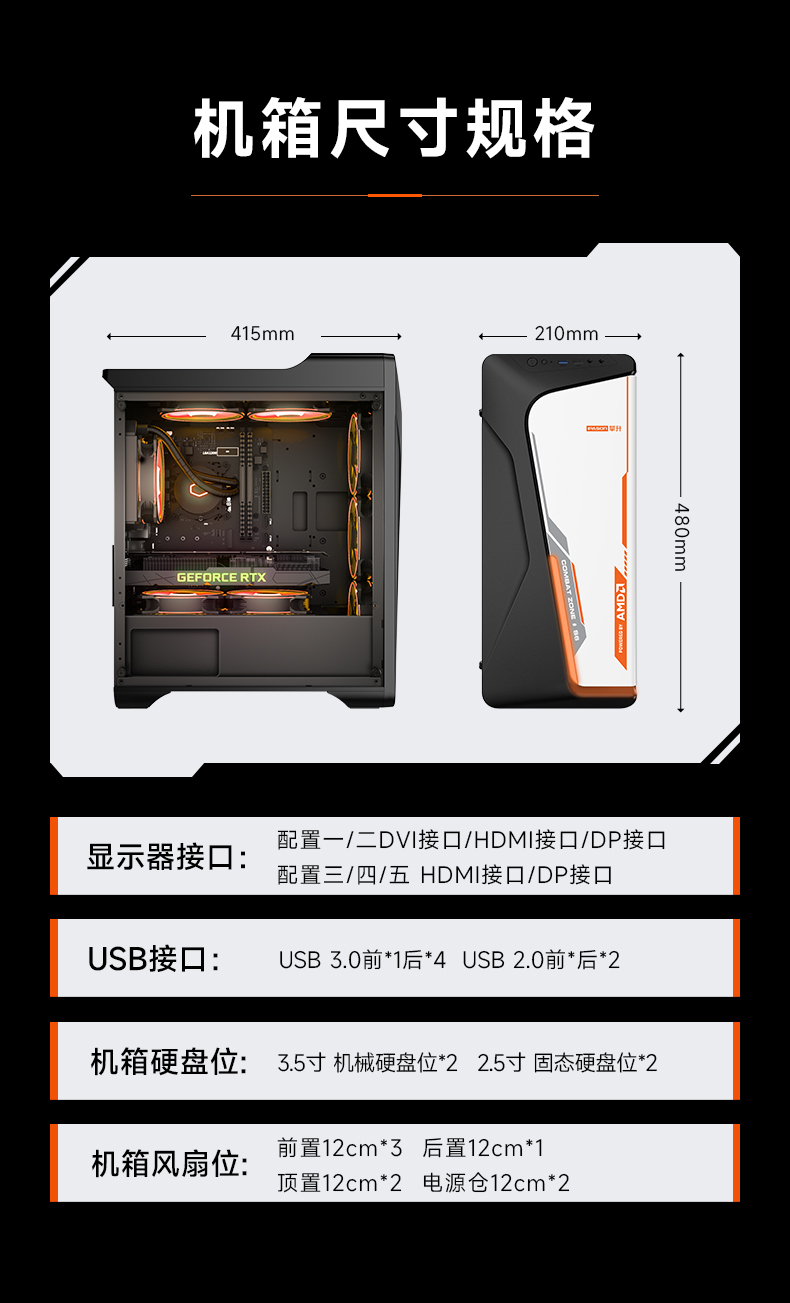 机箱尺寸规格
415mm
210mm
480mm
GEFORCE RTX
攀升
COMBAT ZONE
POWERED BY
AMD
显示器接口:
配置一/二DVI接口/HDMI接口/DP接口
配置三/四/五 HDMI接口/DP接口
USB接口:
USB 3.0前*1后*4 USB 2.0前*后*2
机箱硬盘位:
3.5寸 机械硬盘位*2 2.5寸 固态硬盘位*2
机箱风扇位:
前置12cm*3 后置12cm*1
顶置12cm*2 电源仓12cm*2